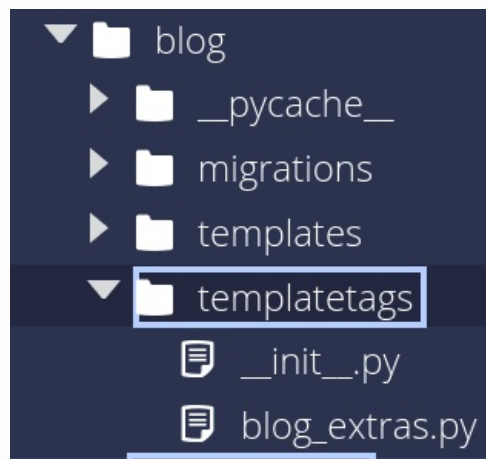 blog
__pycache__
migrations
templates
templatetags
__init__.py
blog_extras.py